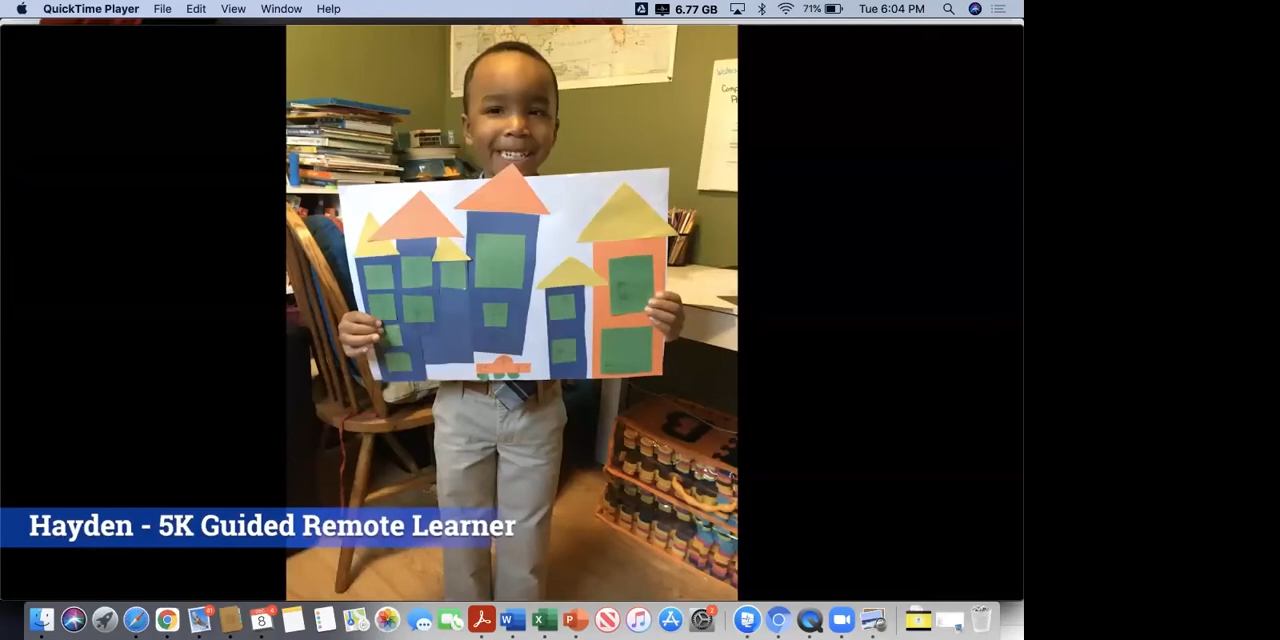 QuickTime Player File Edit View Window Help 6.77 GB 71% Tue 6:04 PM
Hayden - 5K Guided Remote Learner